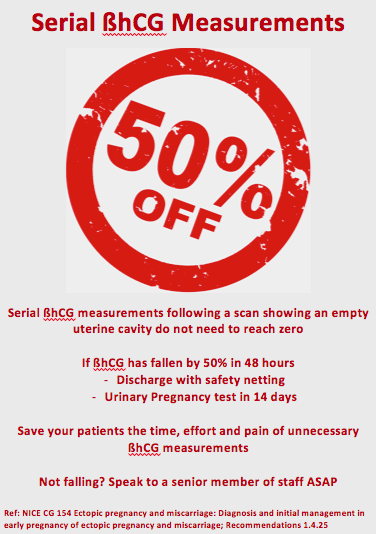 Serial ßhCG Measurements
50%
OFF
Serial ßhCG measurements following a scan showing an empty
uterine cavity do not need to reach zero
If ßhCG has fallen by 50% in 48 hours
- Discharge with safety netting
- Urinary Pregnancy test in 14 days
Save your patients the time, effort and pain of unnecessary
ßhCG measurements
Not falling? Speak to a senior member of staff ASAP
Ref: NICE CG 154 Ectopic pregnancy and miscarriage: Diagnosis and initial management in
early pregnancy of ectopic pregnancy and miscarriage; Recommendations 1.4.25